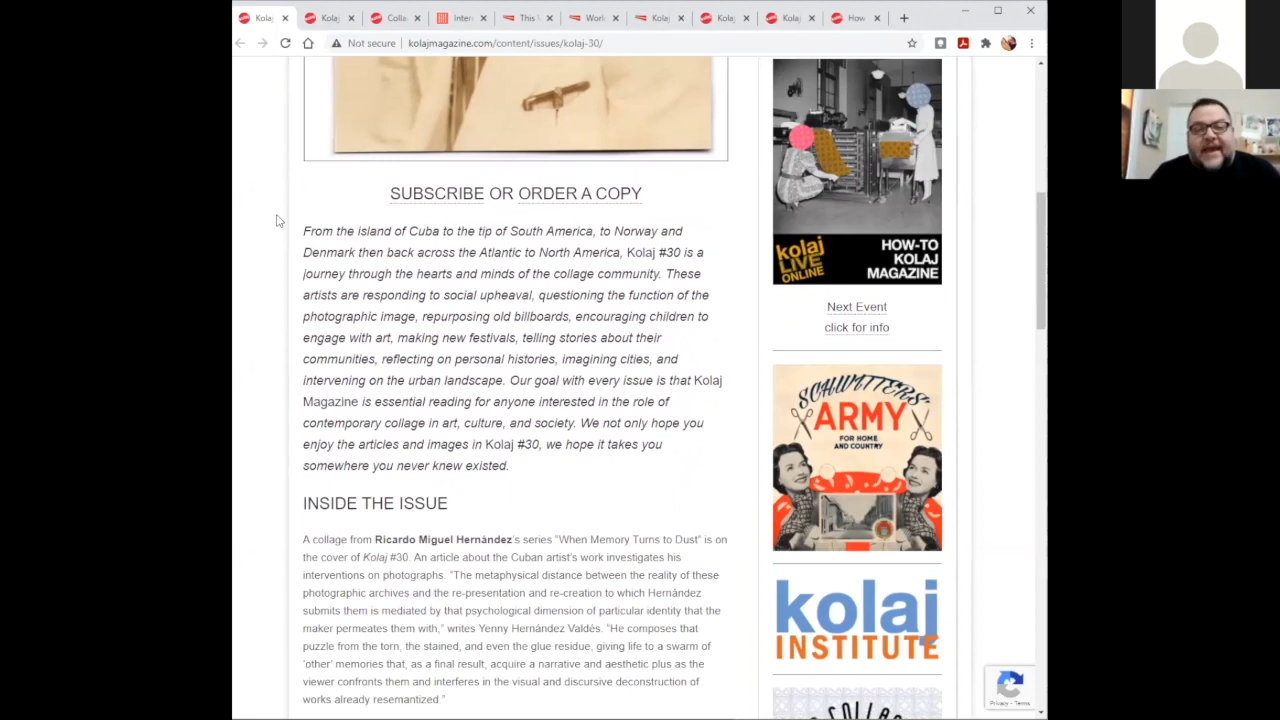 Kolaj
Kolaj
Colla
Inter
This V
Work
Kolaj
Kolaj
Kolaj
How
Not secure
kolajmagazine.com/content/issues/kolaj-30/
SUBSCRIBE OR ORDER A COPY
From the island of Cuba to the tip of South America, to Norway and
Denmark then back across the Atlantic to North America, Kolaj #30 is a
journey through the hearts and minds of the collage community. These
artists are responding to social upheaval, questioning the function of the
photographic image, repurposing old billboards, encouraging children to
engage with art, making new festivals, telling stories about their
communities, reflecting on personal histories, imagining cities, and
intervening on the urban landscape. Our goal with every issue is that Kolaj
Magazine is essential reading for anyone interested in the role of
contemporary collage in art, culture, and society. We not only hope you
enjoy the articles and images in Kolaj #30, we hope it takes you
somewhere you never knew existed.
INSIDE THE ISSUE
A collage from Ricardo Miguel Hernández's series "When Memory Turns to Dust" is on
the cover of Kolaj #30. An article about the Cuban artist's work investigates his
interventions on photographs. "The metaphysical distance between the reality of these
photographic archives and the re-presentation and re-creation to which Hernández
submits them is mediated by that psychological dimension of particular identity that the
maker permeates them with," writes Yenny Hernández Valdés. "He composes that
puzzle from the torn, the stained, and even the glue residue, giving life to a swarm of
'other' memories that, as a final result, acquire a narrative and aesthetic plus as the
viewer confronts them and interferes in the visual and discursive deconstruction of
works already resemantized."
kolaj
LIVE
ONLINE
HOW-TO
KOLAJ
MAGAZINE
Next Event
click for info
SCHWITTERS'
ARMY
FOR HOME
AND COUNTRY
kolaj
INSTITUTE
COLLA
Privacy - Terms